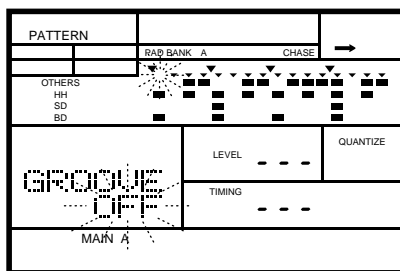 PATTERN
RAD BANK A CHASE
OTHERS
HH
SD
BD
LEVEL - - -
QUANTIZE
GROOVE
OFF
TIMING - - -
MAIN A